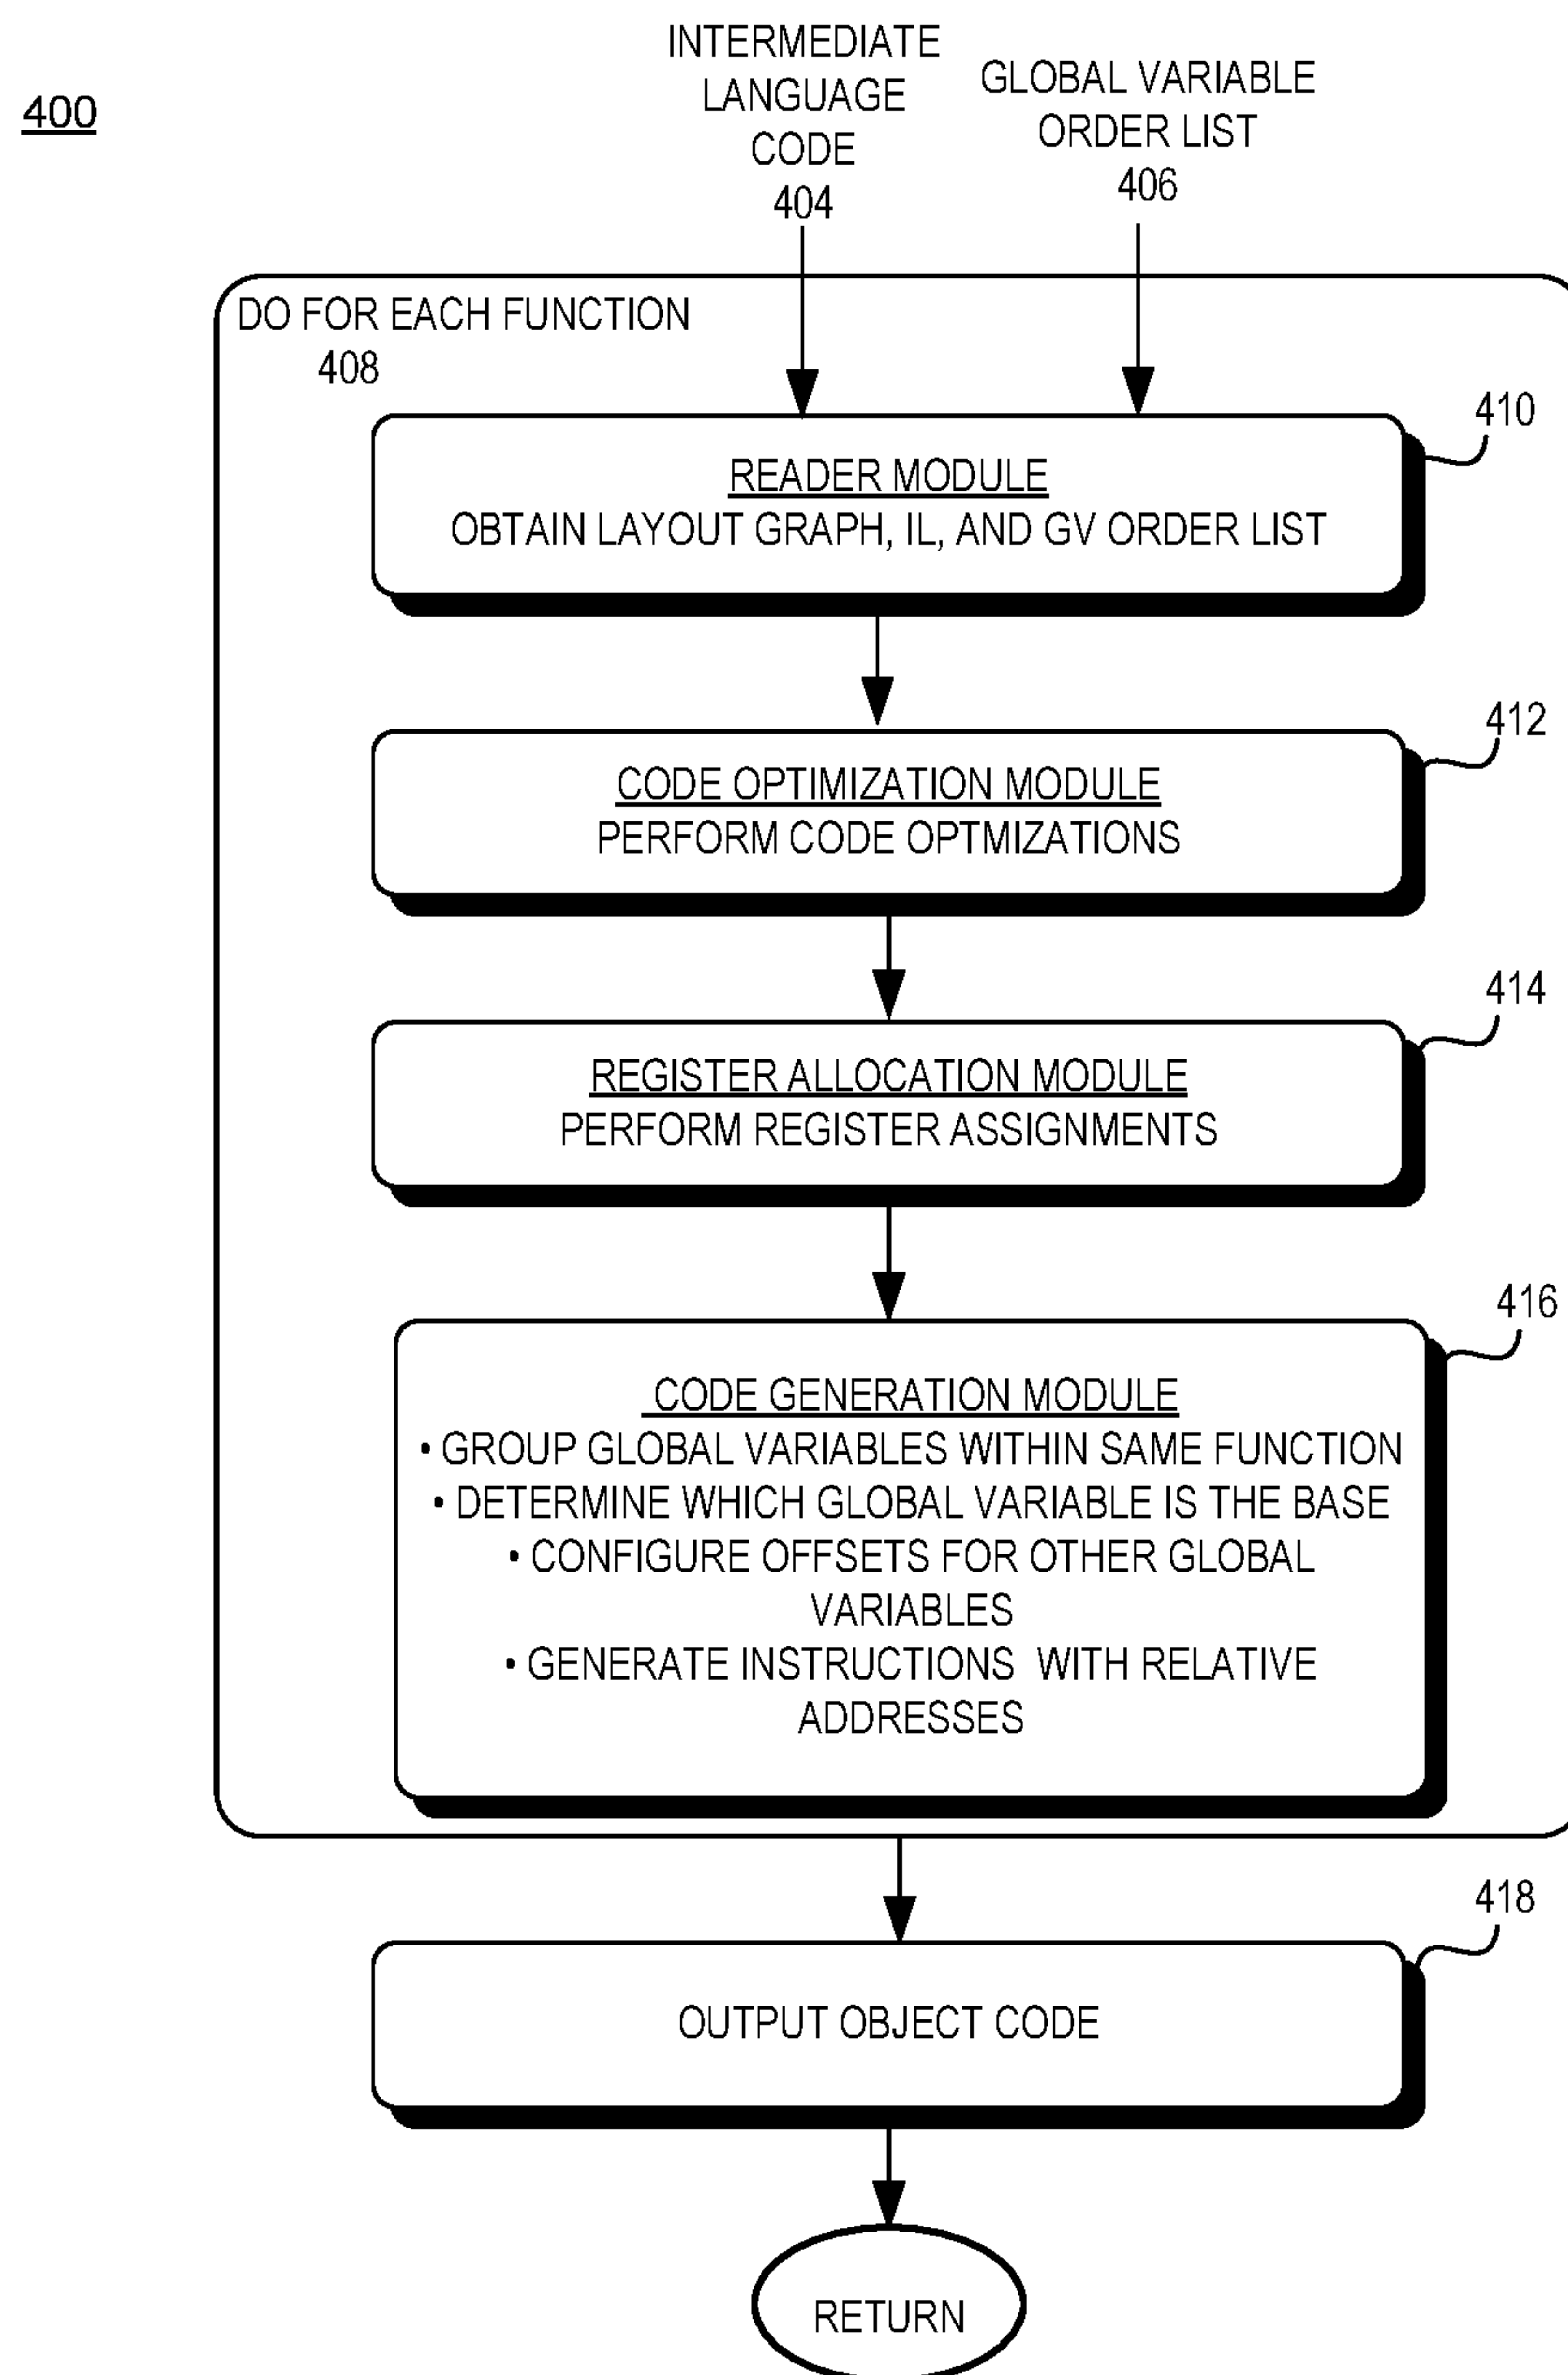 400
INTERMEDIATE
LANGUAGE
CODE
404
GLOBAL VARIABLE
ORDER LIST
406
DO FOR EACH FUNCTION
408
410
READER MODULE
OBTAIN LAYOUT GRAPH, IL, AND GV ORDER LIST
412
CODE OPTIMIZATION MODULE
PERFORM CODE OPTMIZATIONS
414
REGISTER ALLOCATION MODULE
PERFORM REGISTER ASSIGNMENTS
416
CODE GENERATION MODULE
• GROUP GLOBAL VARIABLES WITHIN SAME FUNCTION
• DETERMINE WHICH GLOBAL VARIABLE IS THE BASE
• CONFIGURE OFFSETS FOR OTHER GLOBAL
VARIABLES
• GENERATE INSTRUCTIONS WITH RELATIVE
ADDRESSES
418
OUTPUT OBJECT CODE
RETURN